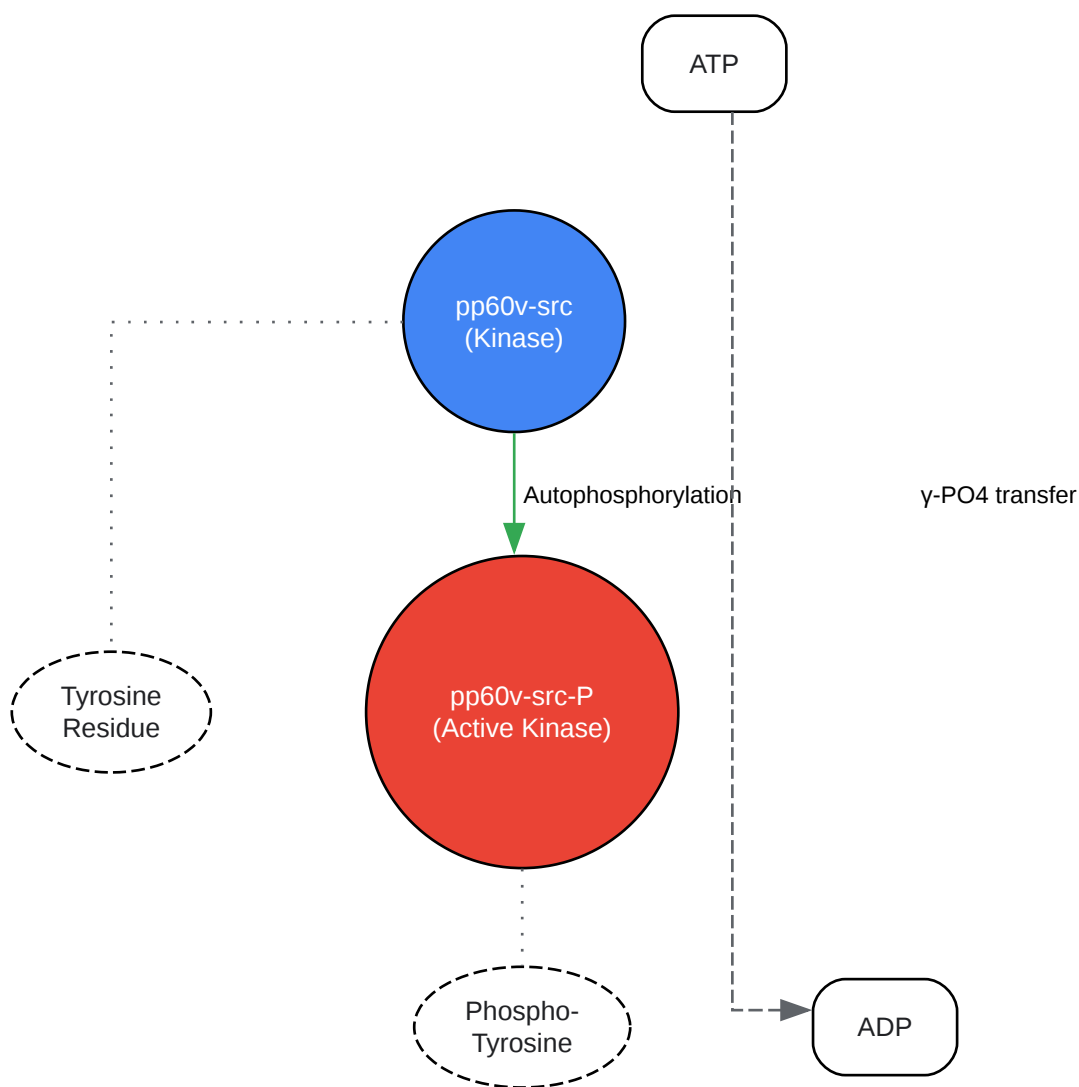 ATP
pp60v-src
(Kinase)
Autophosphorylation
γ-PO4 transfer
Tyrosine
Residue
pp60v-src-P
(Active Kinase)
Phospho-
Tyrosine
ADP